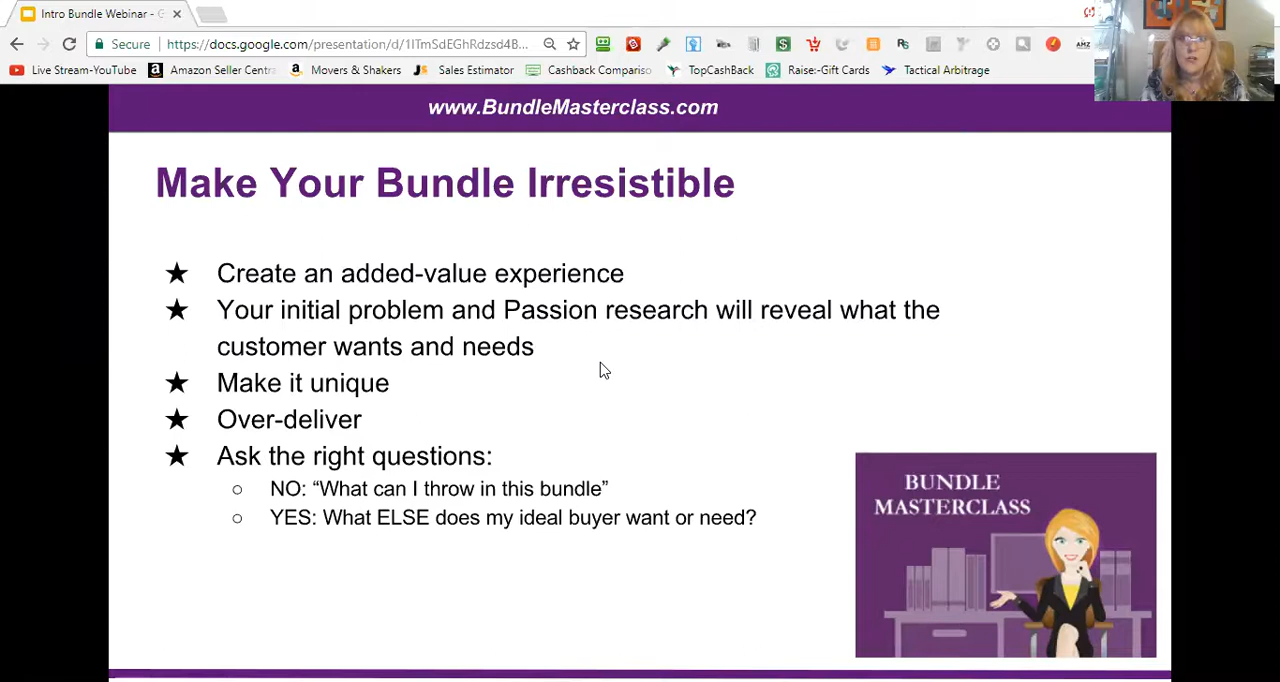 Intro Bundle Webinar - G
Secure https://docs.google.com/presentation/d/1ITmSdEGhRdzsd4B...
Live Stream-YouTube Amazon Seller Centra Movers & Shakers Sales Estimator Cashback Compariso TopCashBack Raise:-Gift Cards Tactical Arbitrage
www.BundleMasterclass.com
Make Your Bundle Irresistible
★ Create an added-value experience
★ Your initial problem and Passion research will reveal what the
customer wants and needs
★ Make it unique
★ Over-deliver
★ Ask the right questions:
○ NO: “What can I throw in this bundle”
○ YES: What ELSE does my ideal buyer want or need?
BUNDLE
MASTERCLASS